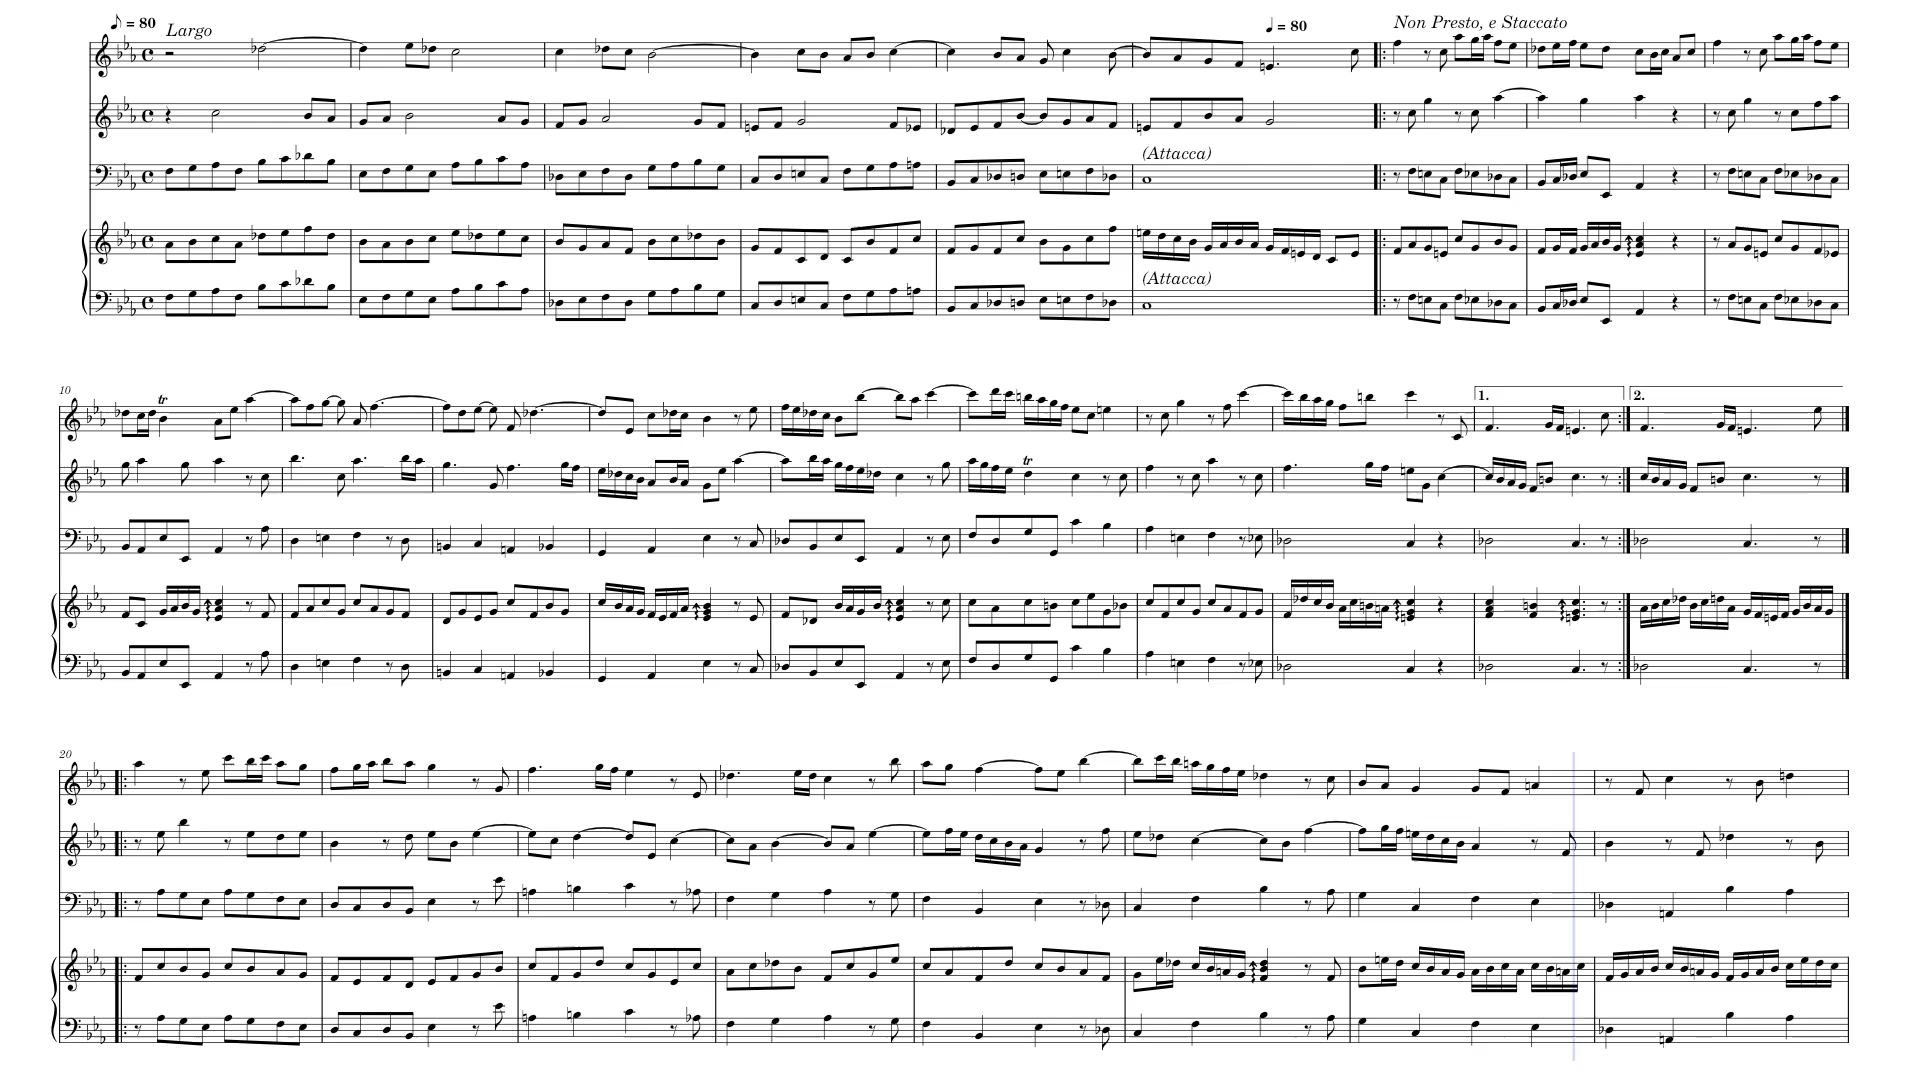 ♪ = 80
Largo
♩ = 80
Non Presto, e Staccato
(Attacca)
(Attacca)
10
tr
1.
2.
tr
20